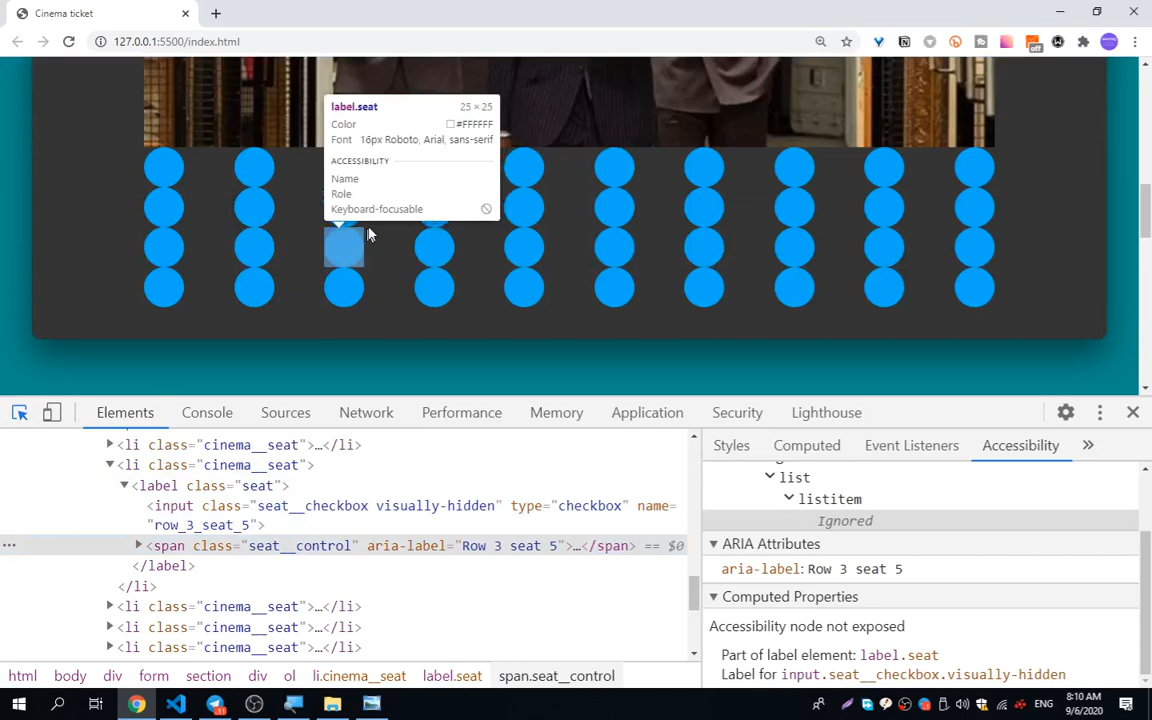 Cinema ticket
127.0.0.1:5500/index.html
off
label.seat 25 × 25
Color #FFFFFF
Font 16px Roboto, Arial, sans-serif
ACCESSIBILITY
Name
Role
Keyboard-focusable
Elements Console Sources Network Performance Memory Application Security Lighthouse
<li class="cinema__seat">…</li>
<li class="cinema__seat">
<label class="seat">
<input class="seat__checkbox visually-hidden" type="checkbox" name=
"row_3_seat_5">
<span class="seat__control" aria-label="Row 3 seat 5">…</span> == $0
</label>
</li>
<li class="cinema__seat">…</li>
<li class="cinema__seat">…</li>
<li class="cinema__seat">…</li>
html body div form section div ol li.cinema__seat label.seat span.seat__control
Styles Computed Event Listeners Accessibility
list
listitem
Ignored
ARIA Attributes
aria-label: Row 3 seat 5
Computed Properties
Accessibility node not exposed
Part of label element: label.seat
Label for input.seat__checkbox.visually-hidden
ENG
8:10 AM
9/6/2020